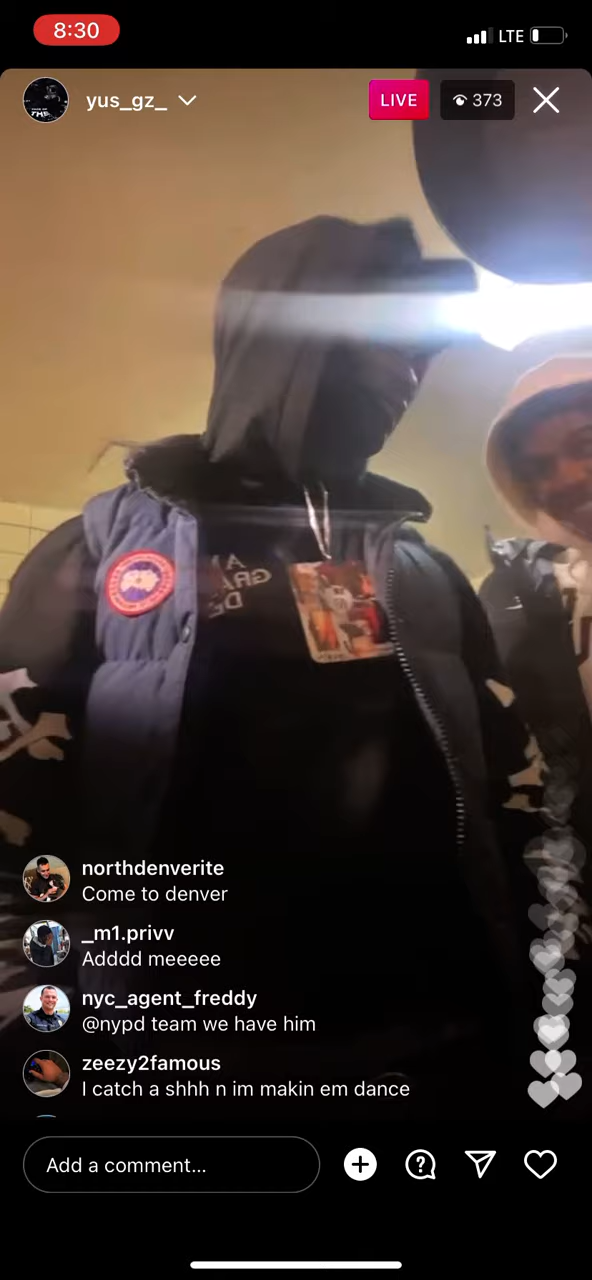 8:30
LTE
yus_gz_
LIVE
373
northdenverite
Come to denver
_m1.privv
Adddd meeeee
nyc_agent_freddy
@nypd team we have him
zeezy2famous
I catch a shhh n im makin em dance
Add a comment...